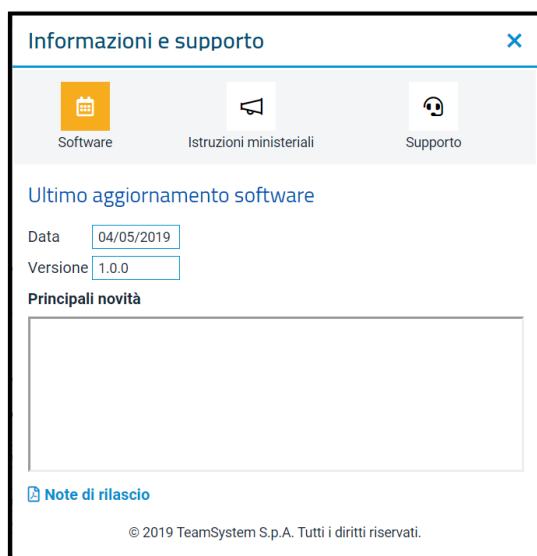 Informazioni e supporto
Software
Istruzioni ministeriali
Supporto
Ultimo aggiornamento software
Data 04/05/2019
Versione 1.0.0
Principali novità
Note di rilascio
© 2019 TeamSystem S.p.A. Tutti i diritti riservati.